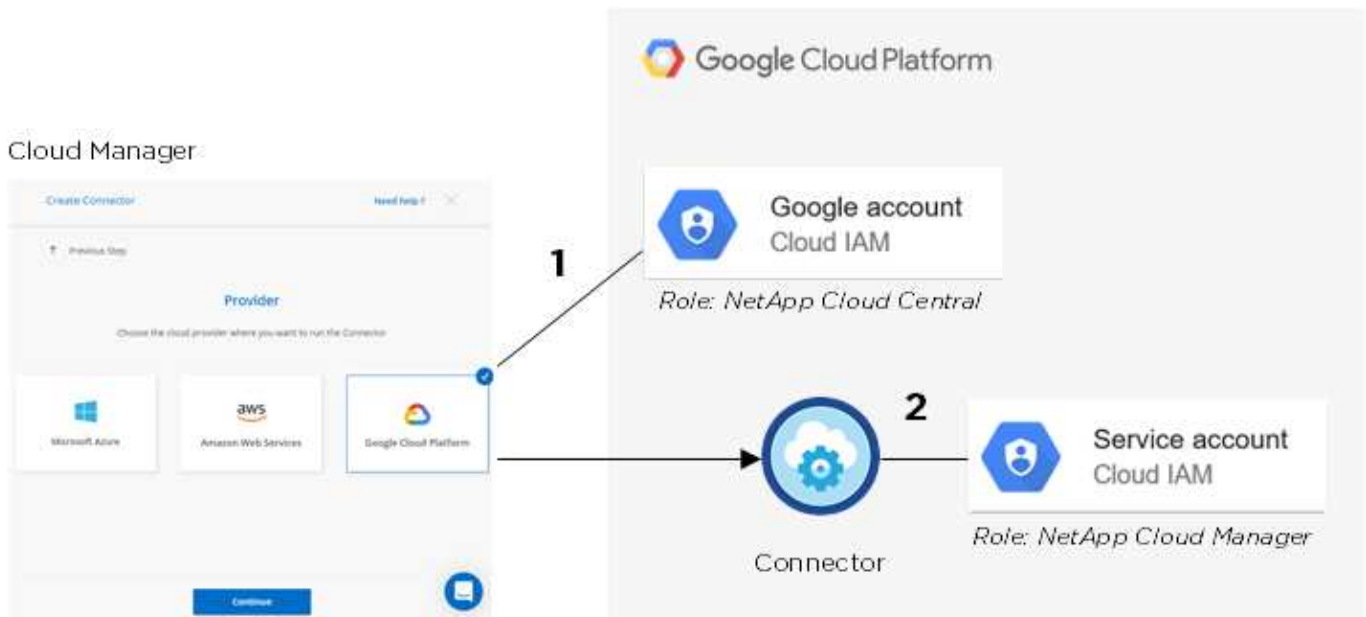 Google Cloud Platform
Cloud Manager
Create Connector
Need help ?
Previous Step
Provider
Choose the cloud provider where you want to run the Connector
Microsoft Azure
aws
Amazon Web Services
Google Cloud Platform
Continue
1
Google account
Cloud IAM
Role: NetApp Cloud Central
2
Connector
Service account
Cloud IAM
Role: NetApp Cloud Manager